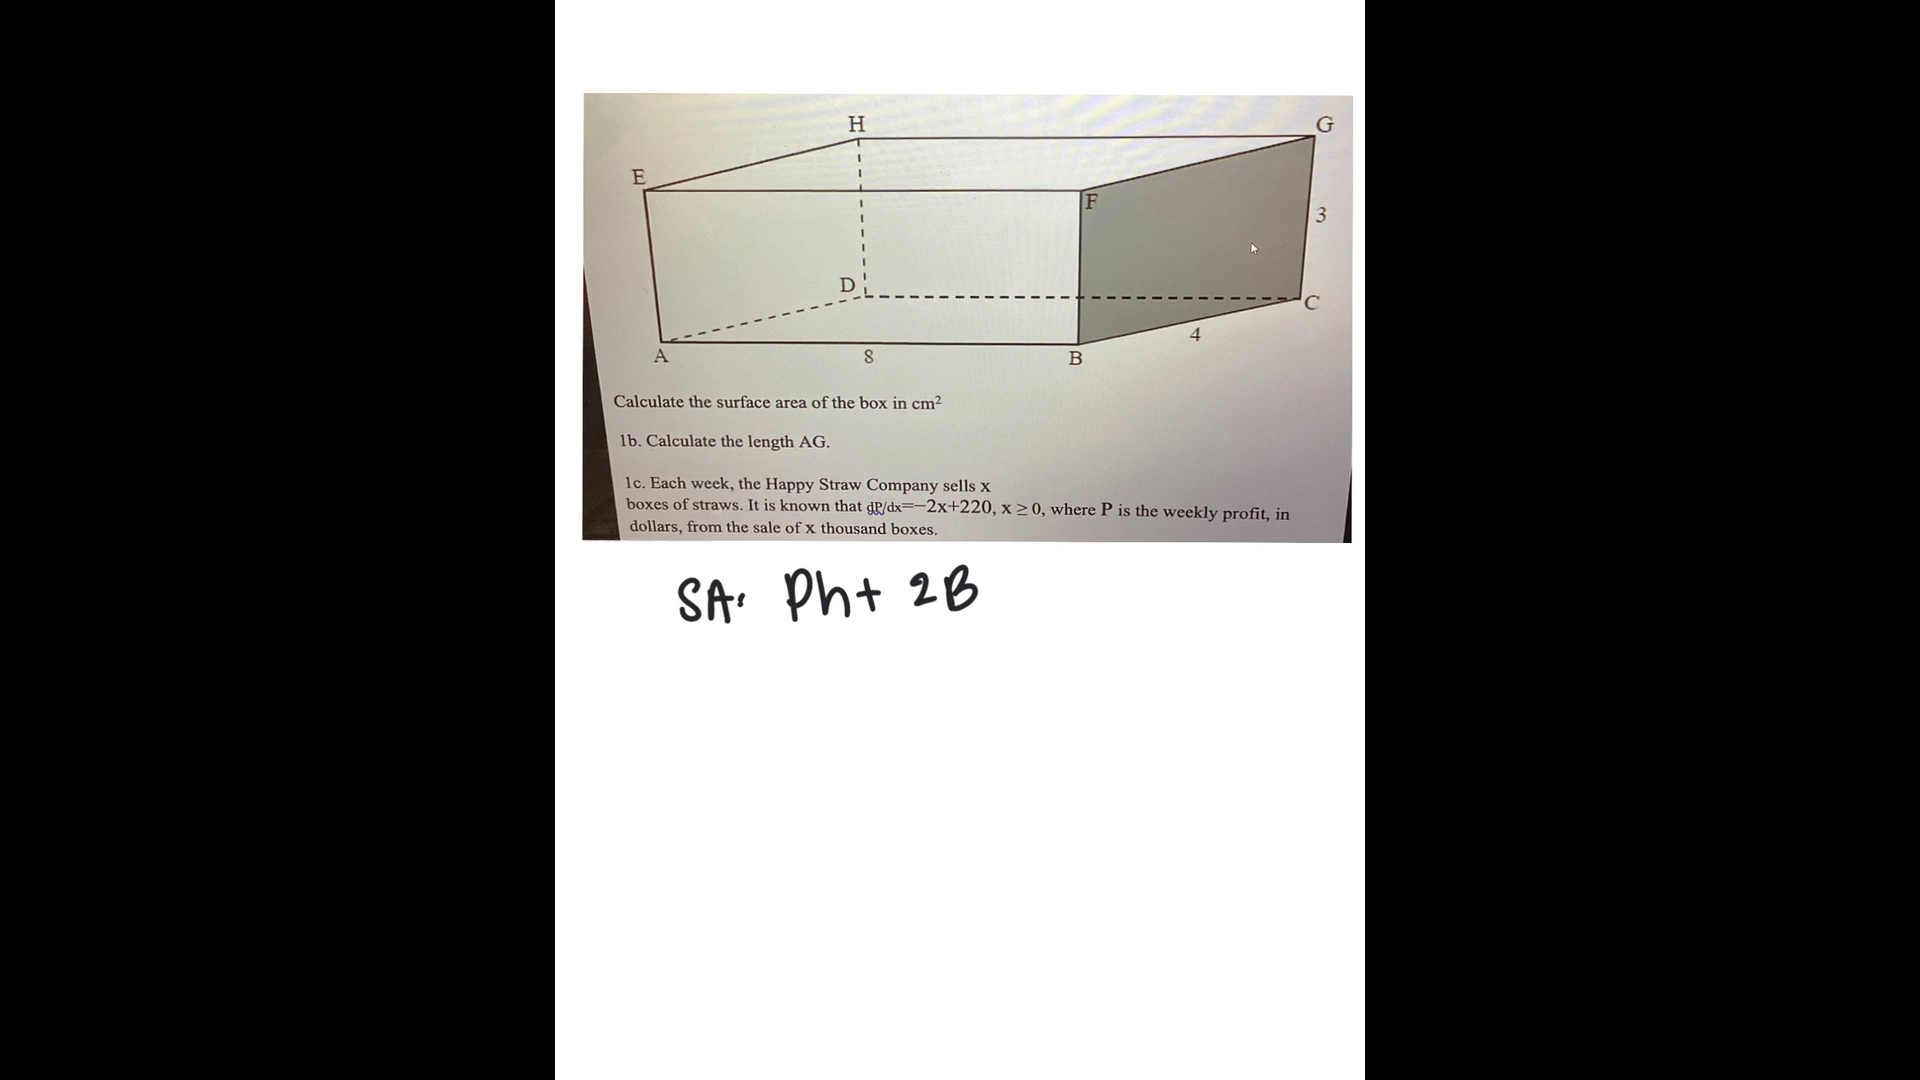 H
G
E
F
3
D
C
4
A
8
B
Calculate the surface area of the box in cm²
1b. Calculate the length AG.
1c. Each week, the Happy Straw Company sells x
boxes of straws. It is known that dP/dx=−2x+220, x ≥ 0, where P is the weekly profit, in
dollars, from the sale of x thousand boxes.
SA: Ph+ 2B